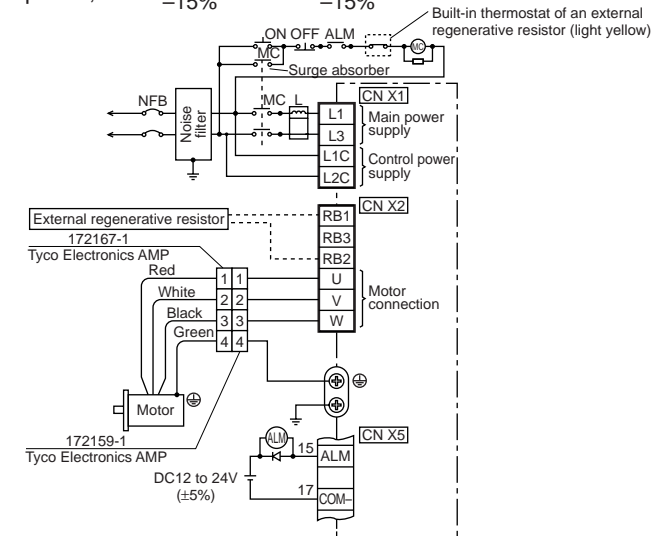 −15% −15%
Built-in thermostat of an external
regenerative resistor (light yellow)
ON OFF ALM
MC
MC
Surge absorber
CN X1
NFB
Noise
filter
MC L
L1
L3
L1C
L2C
Main power
supply
Control power
supply
CN X2
External regenerative resistor
RB1
RB3
RB2
U
V
W
172167-1
Tyco Electronics AMP
Red
White
Black
Green
1 1
2 2
3 3
4 4
Motor
connection
Motor
172159-1
Tyco Electronics AMP
CN X5
ALM
15
ALM
DC12 to 24V
(±5%)
17
COM–